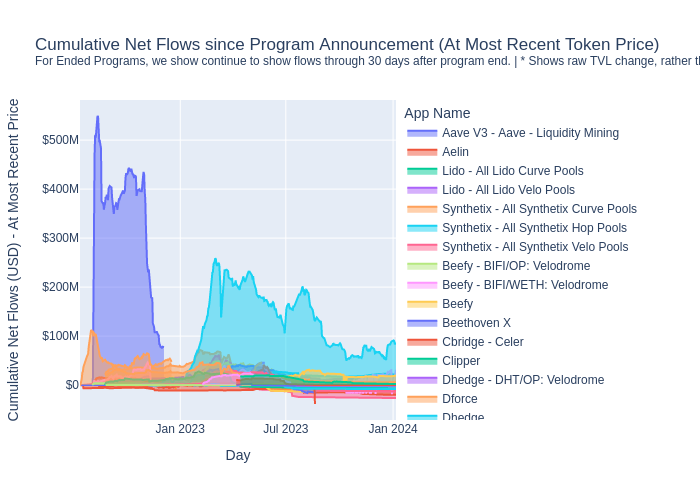 Cumulative Net Flows since Program Announcement (At Most Recent Token Price)
For Ended Programs, we show continue to show flows through 30 days after program end. | * Shows raw TVL change, rather
Cumulative Net Flows (USD) - At Most Recent Price
$500M
$400M
$300M
$200M
$100M
$0
Jan 2023
Jul 2023
Jan 2024
Day
App Name
Aave V3 - Aave - Liquidity Mining
Aelin
Lido - All Lido Curve Pools
Lido - All Lido Velo Pools
Synthetix - All Synthetix Curve Pools
Synthetix - All Synthetix Hop Pools
Synthetix - All Synthetix Velo Pools
Beefy - BIFI/OP: Velodrome
Beefy - BIFI/WETH: Velodrome
Beefy
Beethoven X
Cbridge - Celer
Clipper
Dhedge - DHT/OP: Velodrome
Dforce
Dhedge